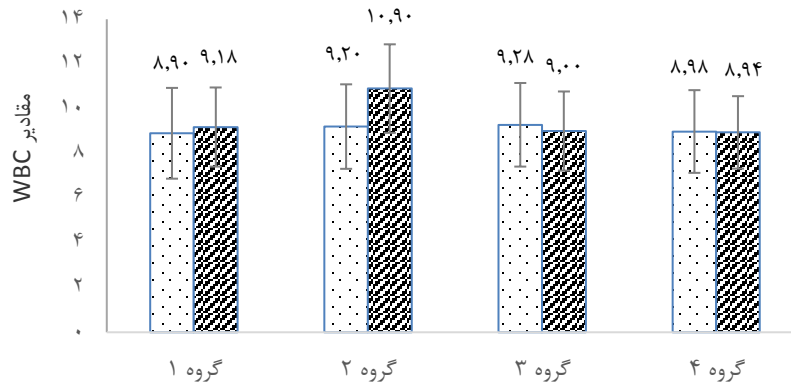 مقادیر WBC
۱۴
۱۲
۱۰
۸
۶
۴
۲
۰
۸,۹۰ ۹,۱۸
۹,۲۰ ۱۰,۹۰
۹,۲۸ ۹,۰۰
۸,۹۸ ۸,۹۴
گروه ۱
گروه ۲
گروه ۳
گروه ۴